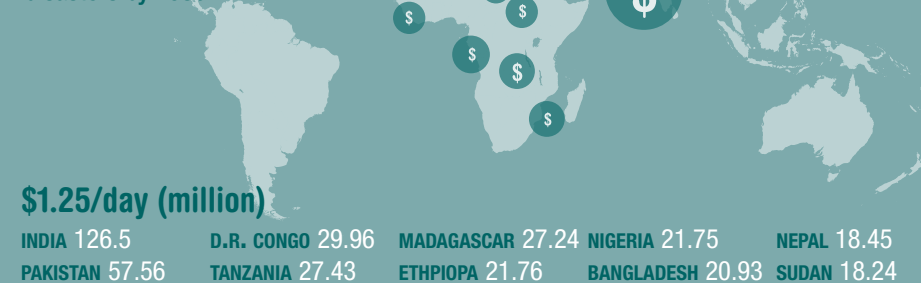 $
$
$
$
$
$
$1.25/day (million)
INDIA 126.5 D.R. CONGO 29.96 MADAGASCAR 27.24 NIGERIA 21.75 NEPAL 18.45
PAKISTAN 57.56 TANZANIA 27.43 ETHPIOPA 21.76 BANGLADESH 20.93 SUDAN 18.24